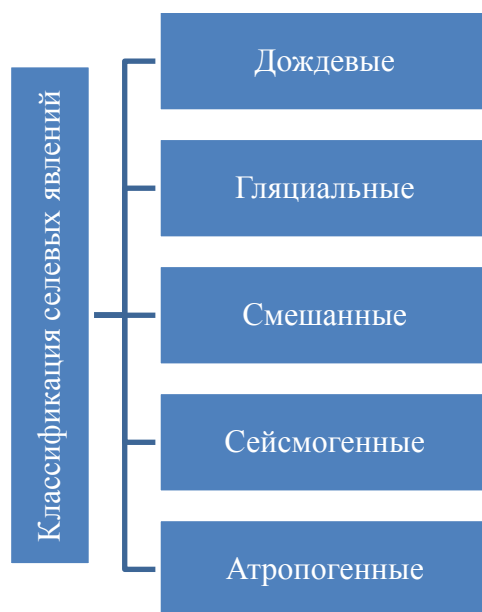 Классификация селевых явлений
Дождевые
Гляциальные
Смешанные
Сейсмогенные
Атропогенные